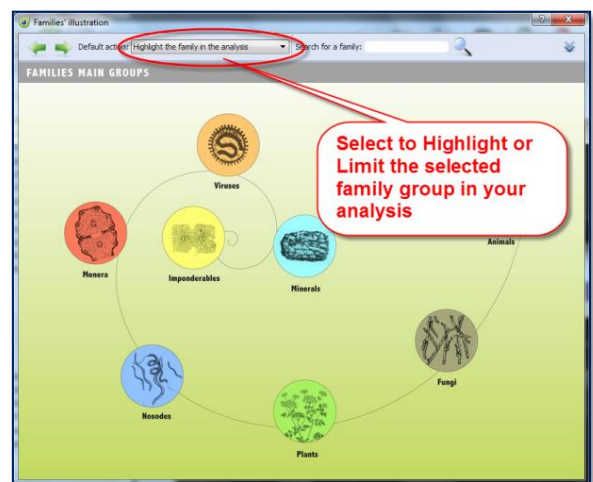 Families' illustration
Default action: Highlight the family in the analysis Search for a family:
FAMILIES MAIN GROUPS
Select to Highlight or
Limit the selected
family group in your
analysis
Viruses
Animals
Monera
Imponderables
Minerals
Fungi
Nosodes
Plants